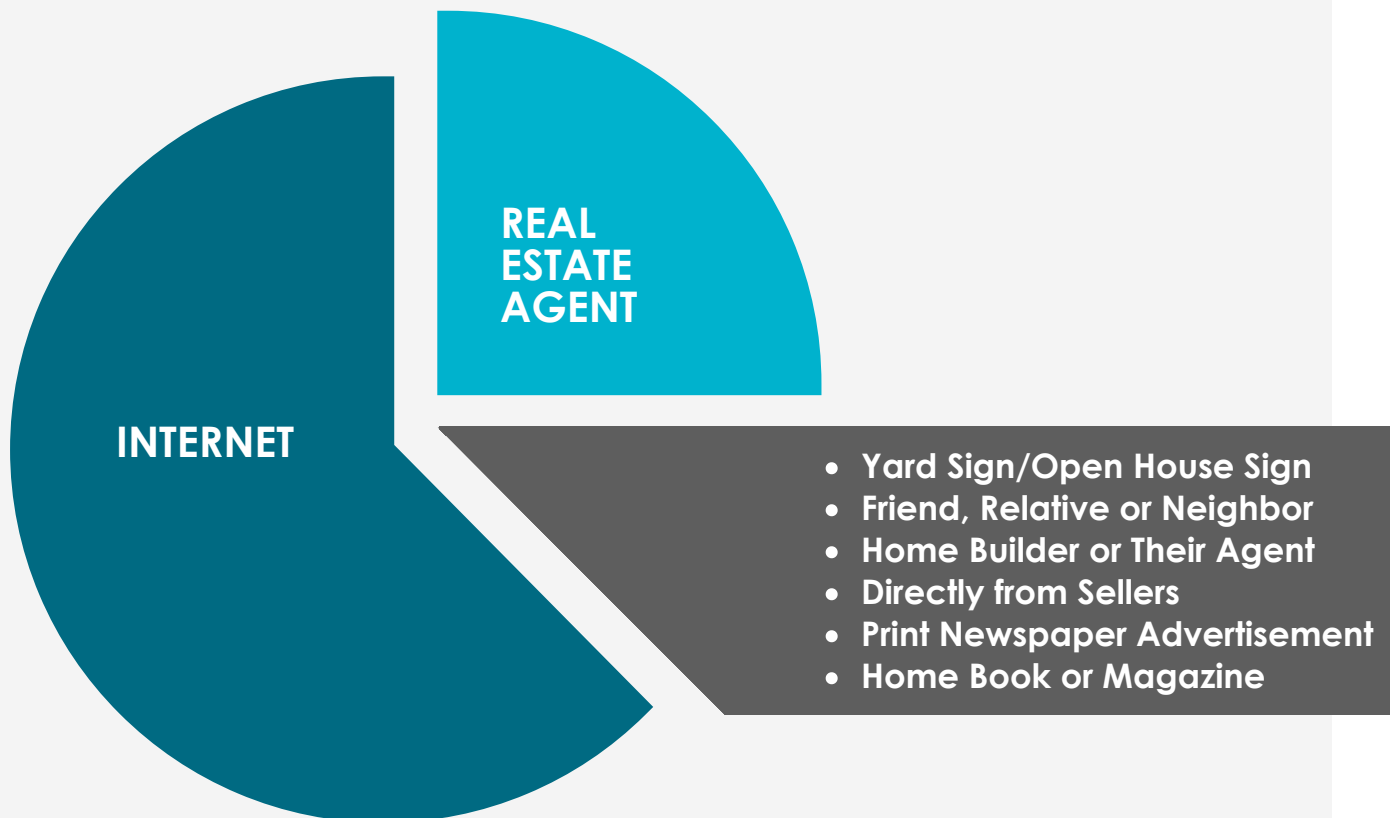 REAL
ESTATE
AGENT
INTERNET
• Yard Sign/Open House Sign
• Friend, Relative or Neighbor
• Home Builder or Their Agent
• Directly from Sellers
• Print Newspaper Advertisement
• Home Book or Magazine